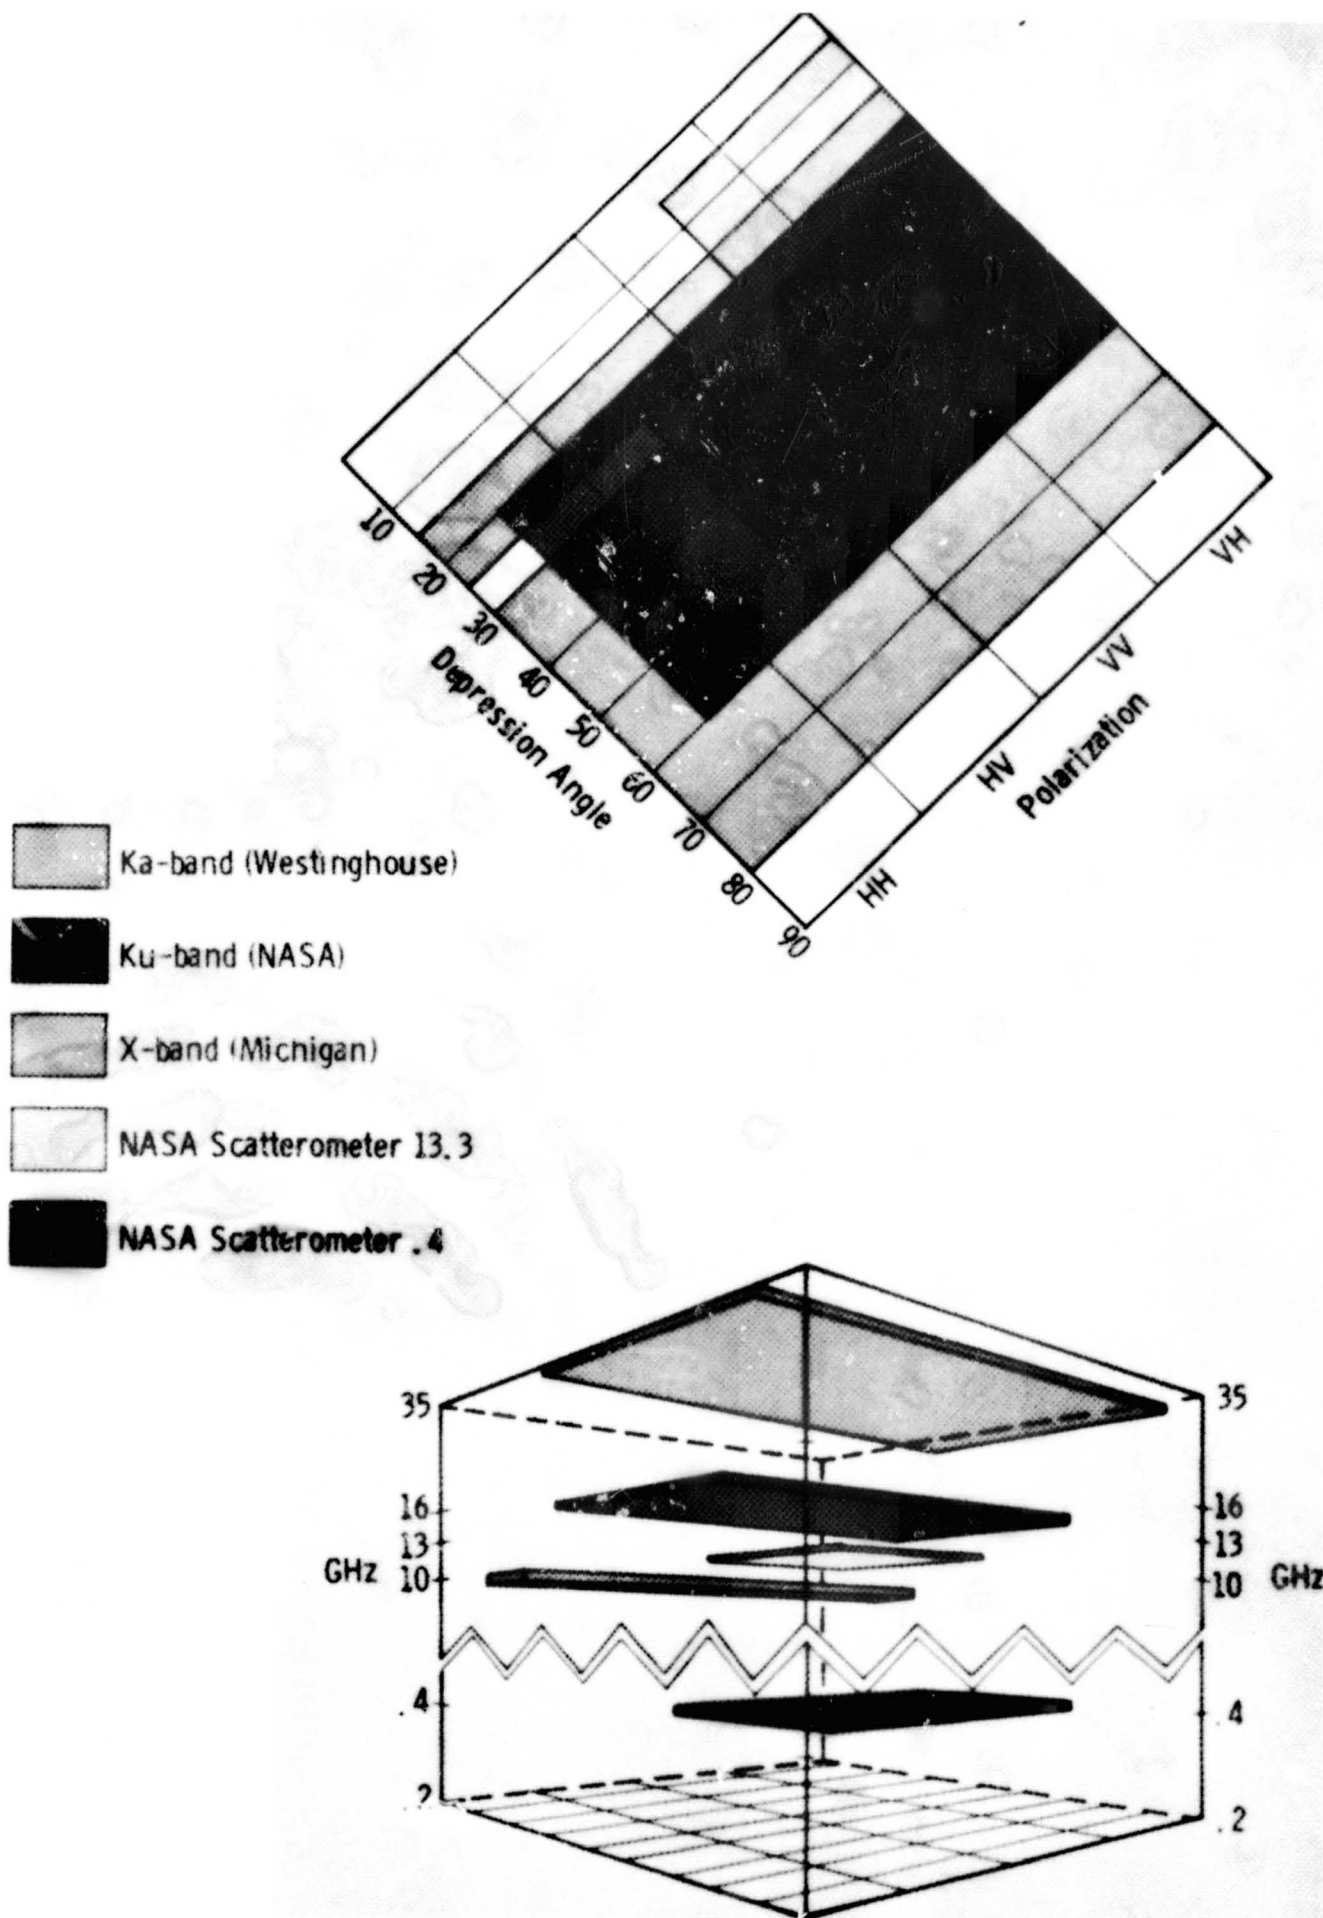 10
20
30
40
50
60
70
80
90
Depression Angle
HH
HV
VV
VH
Polarization
Ka-band (Westinghouse)
Ku-band (NASA)
X-band (Michigan)
NASA Scatterometer 13.3
NASA Scatterometer .4
35
16
13
GHz 10
.4
.2
35
16
13
10 GHz
.4
.2